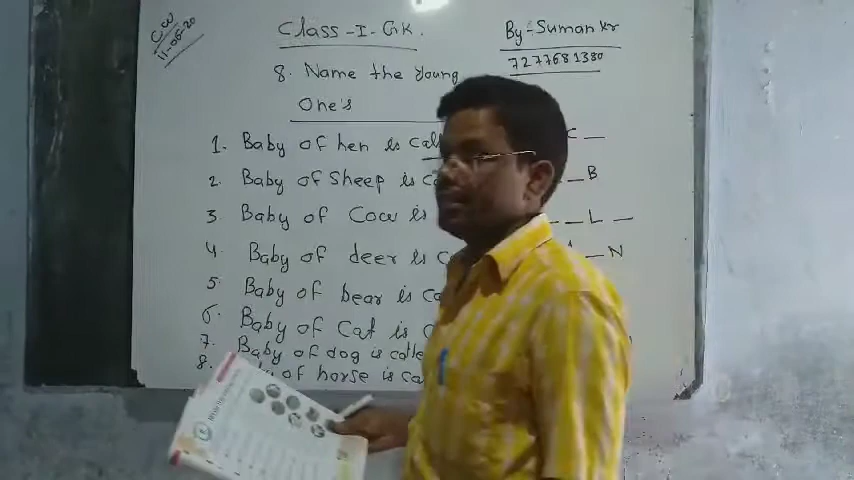 CW
11-06-20
Class-I-GK.
By-Suman Kr
7277681380
8. Name the Young
One's
1. Baby of hen is call C _
2. Baby of Sheep is c _ B
3. Baby of Cow is _ L _
4. Baby of deer is c _ N
5. Baby of bear is ca
6. Baby of Cat is c
7. Baby of dog is calle
8. of horse is ca